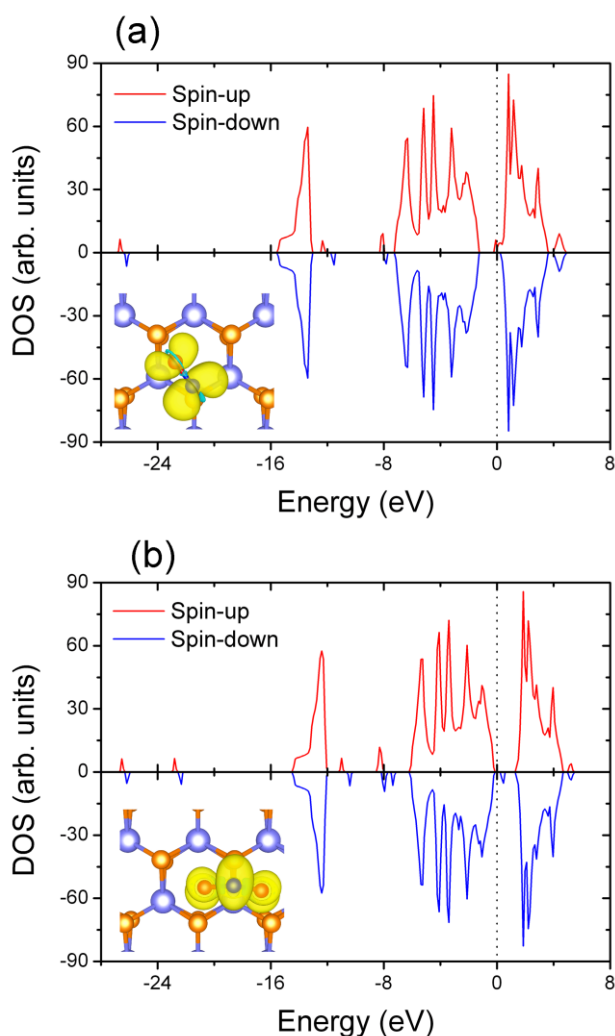 (a)
90
60
30
0
-30
-60
-90
DOS (arb. units)
Spin-up
Spin-down
-24 -16 -8 0 8
Energy (eV)
(b)
90
60
30
0
-30
-60
-90
DOS (arb. units)
Spin-up
Spin-down
-24 -16 -8 0 8
Energy (eV)